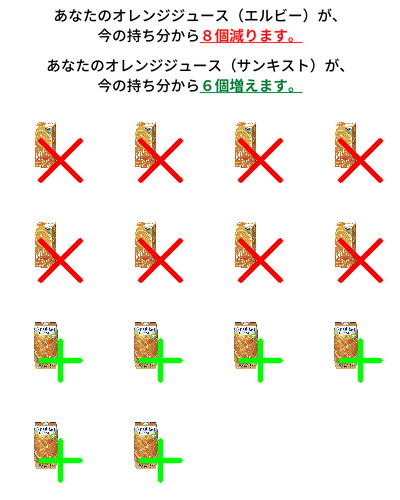 あなたのオレンジジュース（エルビー）が、
今の持ち分から８個減ります。
あなたのオレンジジュース（サンキスト）が、
今の持ち分から６個増えます。